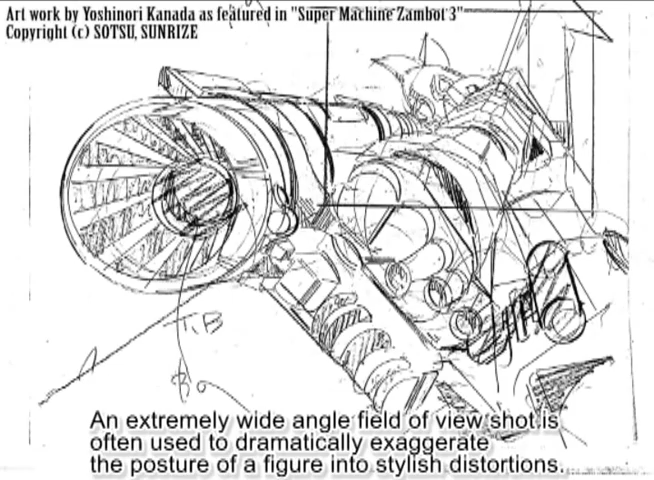 Art work by Yoshinori Kanada as featured in "Super Machine Zambot 3"
Copyright (c) SOTSU, SUNRIZE
T.B
An extremely wide angle field of view shot is
often used to dramatically exaggerate
the posture of a figure into stylish distortions.